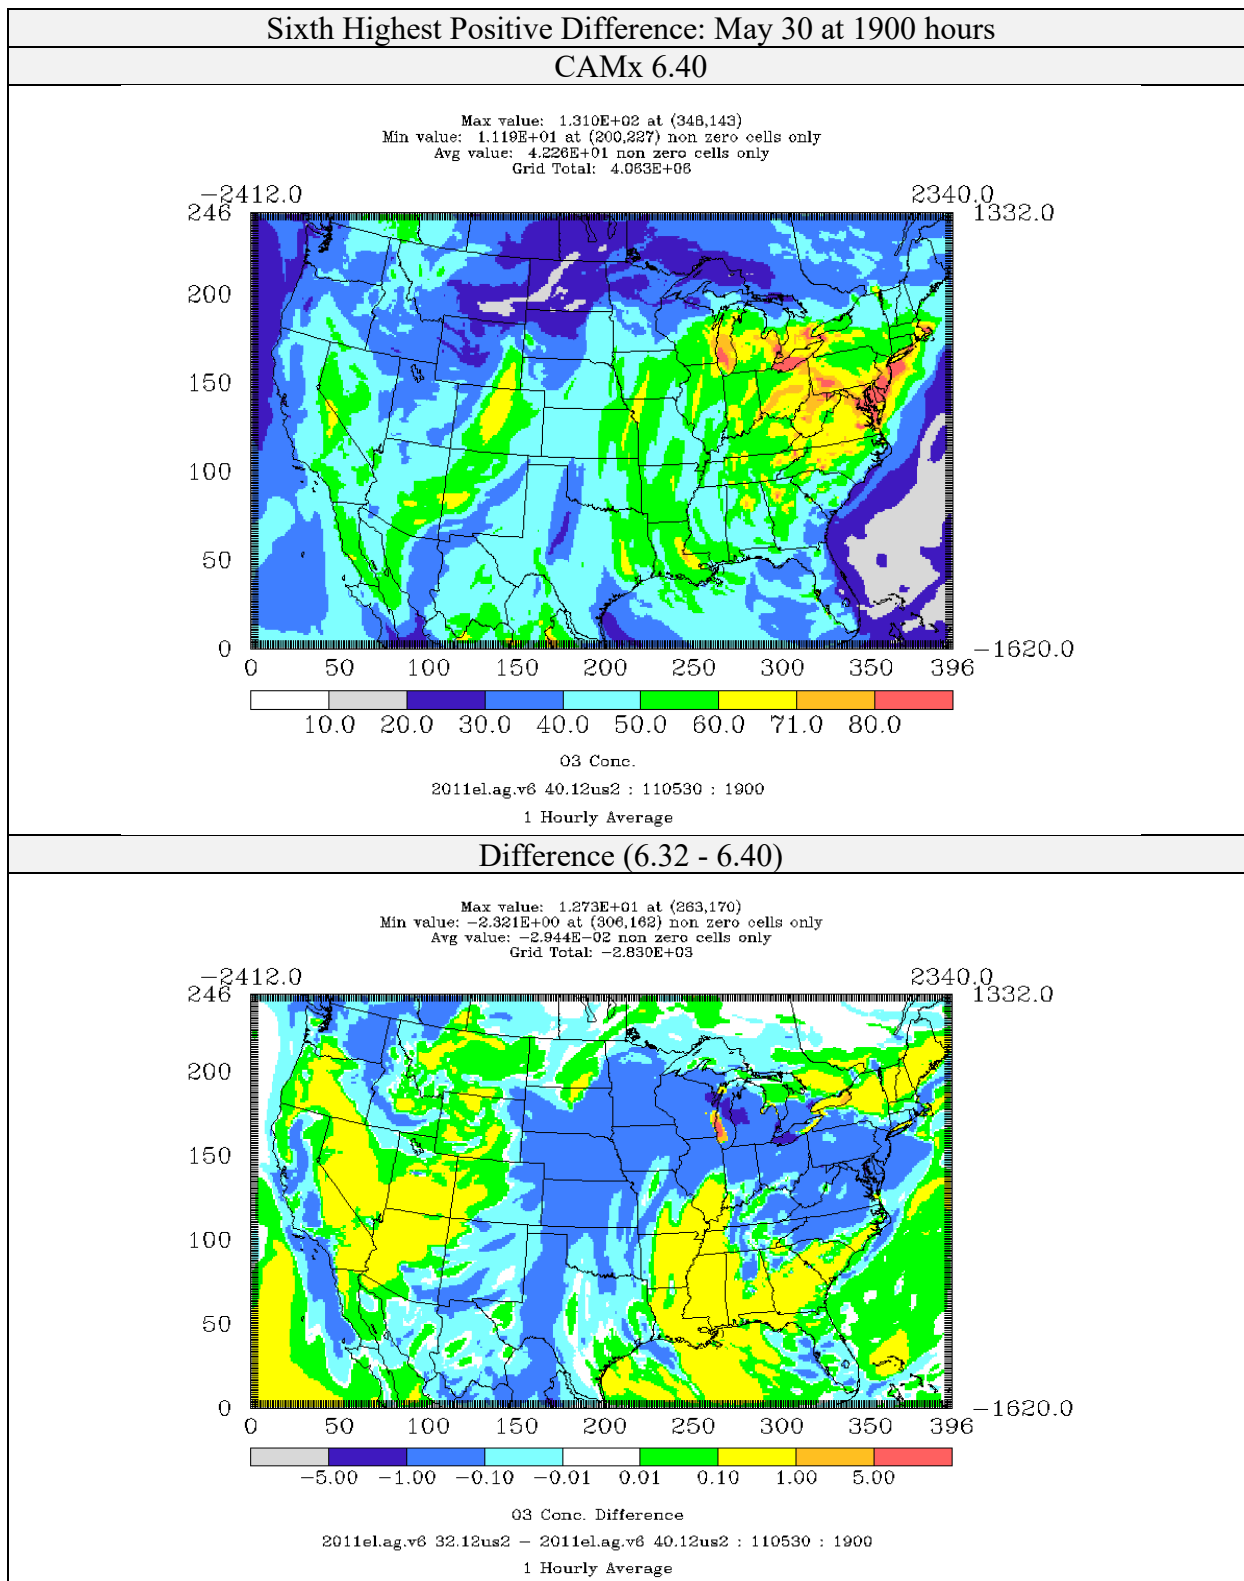 Sixth Highest Positive Difference: May 30 at 1900 hours
CAMx 6.40
Max value: 1.310E+02 at (348,143)
Min value: 1.119E+01 at (200,227) non zero cells only
Avg value: 4.226E+01 non zero cells only
Grid Total: 4.063E+06
−2412.0 2340.0
246 1332.0
200
150
100
50
0 −1620.0
0 50 100 150 200 250 300 350 396
10.0 20.0 30.0 40.0 50.0 60.0 71.0 80.0
O3 Conc.
2011el.ag.v6 40.12us2 : 110530 : 1900
1 Hourly Average
Difference (6.32 - 6.40)
Max value: 1.273E+01 at (263,170)
Min value: −2.321E+00 at (306,162) non zero cells only
Avg value: −2.944E−02 non zero cells only
Grid Total: −2.830E+03
−2412.0 2340.0
246 1332.0
200
150
100
50
0 −1620.0
0 50 100 150 200 250 300 350 396
−5.00 −1.00 −0.10 −0.01 0.01 0.10 1.00 5.00
O3 Conc. Difference
2011el.ag.v6 32.12us2 − 2011el.ag.v6 40.12us2 : 110530 : 1900
1 Hourly Average